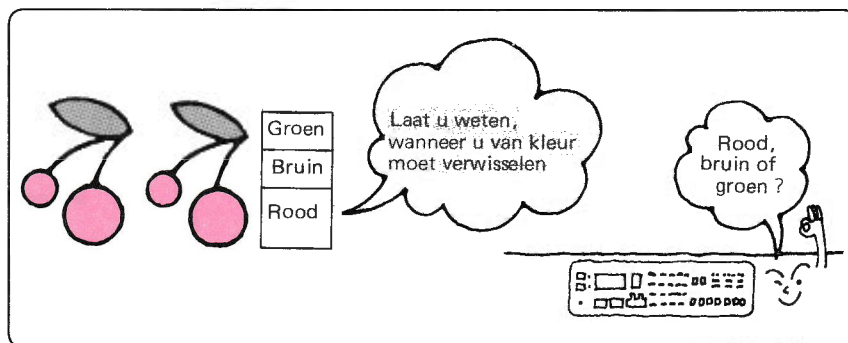 Groen
Bruin
Rood
Laat u weten,
wanneer u van kleur
moet verwisselen
Rood,
bruin of
groen ?